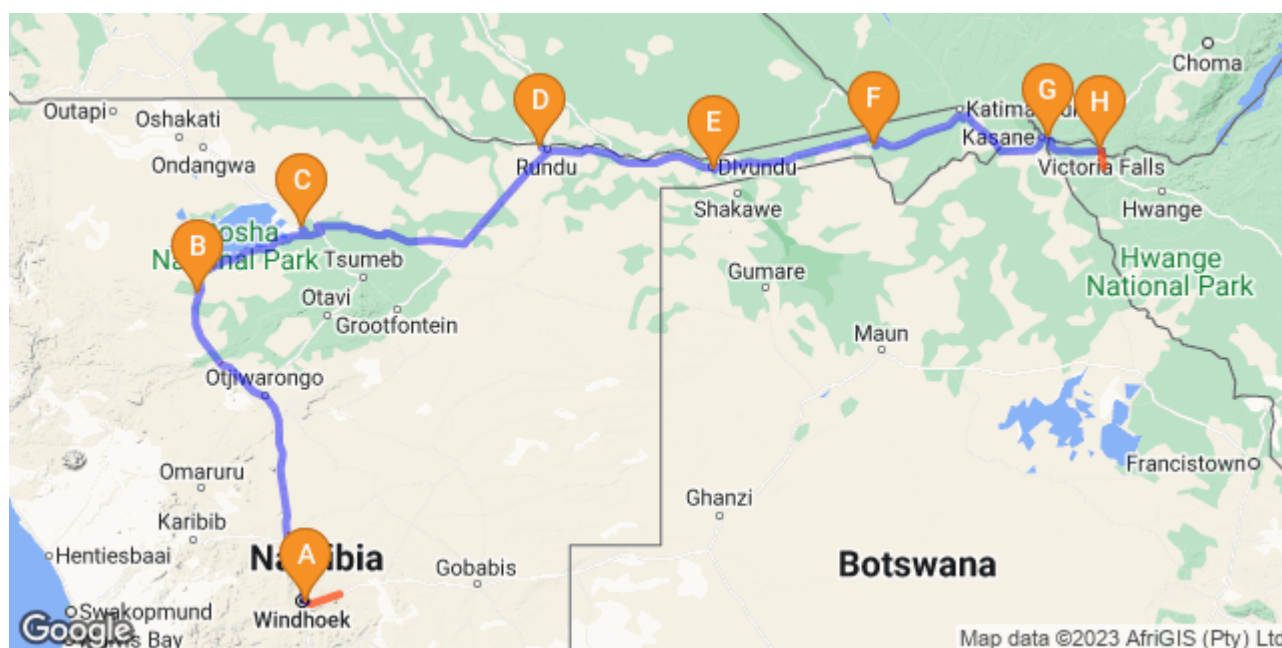 Choma
Outapi
Oshakati
Ondangwa
D
G
H
F
E
Kasane
Rundu
Divundu
Victoria Falls
Shakawe
Hwange
C
B
National Park
Tsumeb
Gumare
Hwange
National Park
Otavi
Grootfontein
Maun
Otjiwarongo
Omaruru
Francistown
Ghanzi
Karibib
Hentiesbaai
A
Gobabis
Botswana
Windhoek
Swakopmund
Google
Bay
Map data ©2023 AfriGIS (Pty) Ltd